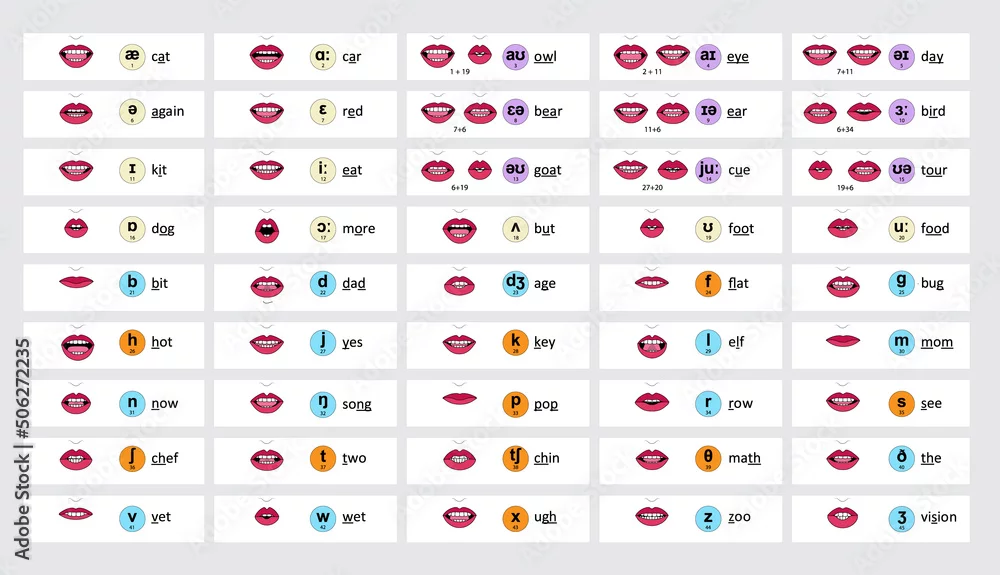 æ 1 cat
ɑː 2 car
1 + 19 aʊ 3 owl
2 + 11 aɪ 4 eye
7+11 əɪ 5 day
ə 6 again
ɛ 7 red
7+6 ɛə 8 bear
11+6 ɪə 9 ear
6+34 ɜː 10 bird
ɪ 11 kit
iː 12 eat
6+19 əʊ 13 goat
27+20 juː 14 cue
19+6 ʊə 15 tour
ɒ 16 dog
ɔː 17 more
ʌ 18 but
ʊ 19 foot
uː 20 food
b 21 bit
d 22 dad
dʒ 23 age
f 24 flat
g 25 bug
h 26 hot
j 27 yes
k 28 key
l 29 elf
m 30 mom
n 31 now
ŋ 32 song
p 33 pop
r 34 row
s 35 see
ʃ 36 chef
t 37 two
tʃ 38 chin
θ 39 math
ð 40 the
v 41 vet
w 42 wet
x 43 ugh
z 44 zoo
ʒ 45 vision
Adobe Stock | #506272235